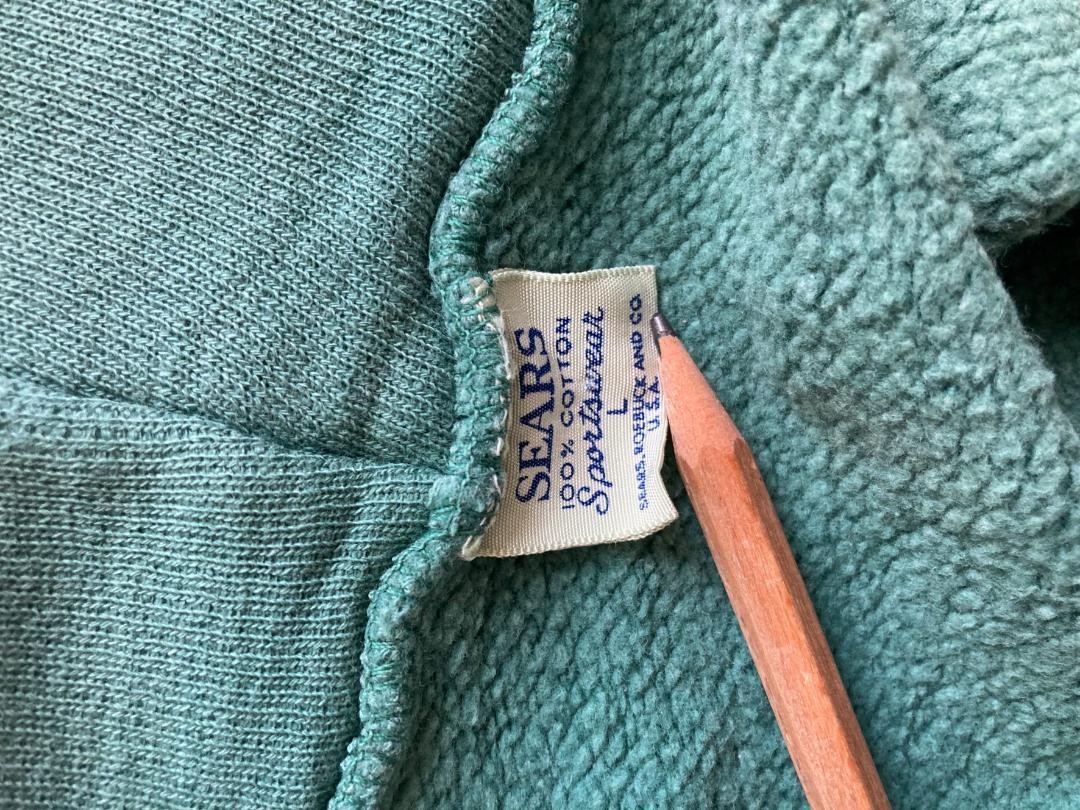 SEARS
100% COTTON
Sportswear
L
SEARS, ROEBUCK AND CO.
U.S.A.